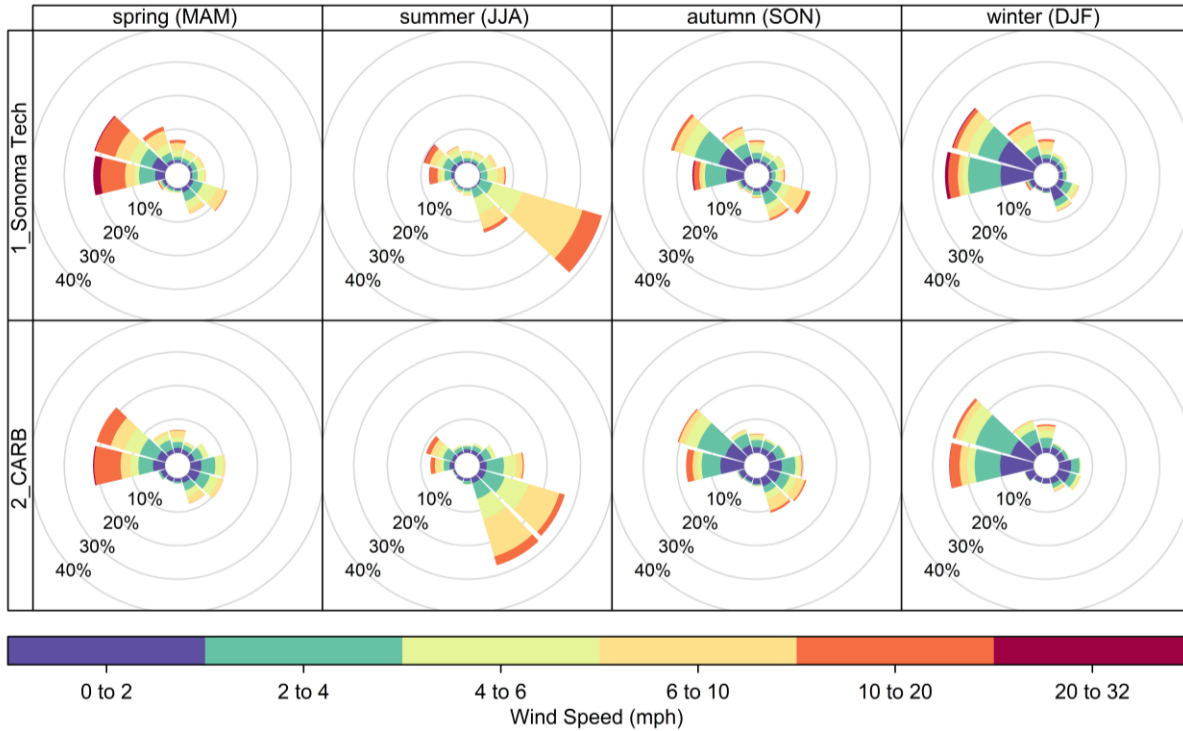 spring (MAM) summer (JJA) autumn (SON) winter (DJF)
1_Sonoma Tech
10% 10% 10% 10%
20% 20% 20% 20%
30% 30% 30% 30%
40% 40% 40% 40%
2_CARB
10% 10% 10% 10%
20% 20% 20% 20%
30% 30% 30% 30%
40% 40% 40% 40%
0 to 2 2 to 4 4 to 6 6 to 10 10 to 20 20 to 32
Wind Speed (mph)